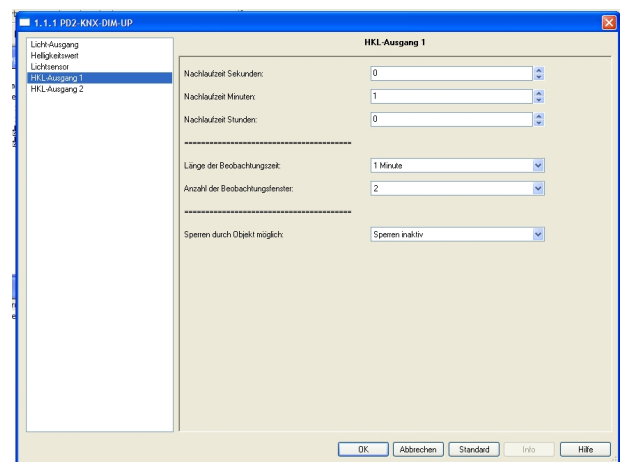 1.1.1 PD2-KNX-DIM-UP
Licht-Ausgang
Helligkeitswert
Lichtsensor
HKL-Ausgang 1
HKL-Ausgang 2
HKL-Ausgang 1
Nachlaufzeit Sekunden: 0
Nachlaufzeit Minuten: 1
Nachlaufzeit Stunden: 0
========================================
Länge der Beobachtungszeit: 1 Minute
Anzahl der Beobachtungsfenster: 2
========================================
Sperren durch Objekt möglich: Sperren inaktiv
OK Abbrechen Standard Info Hilfe